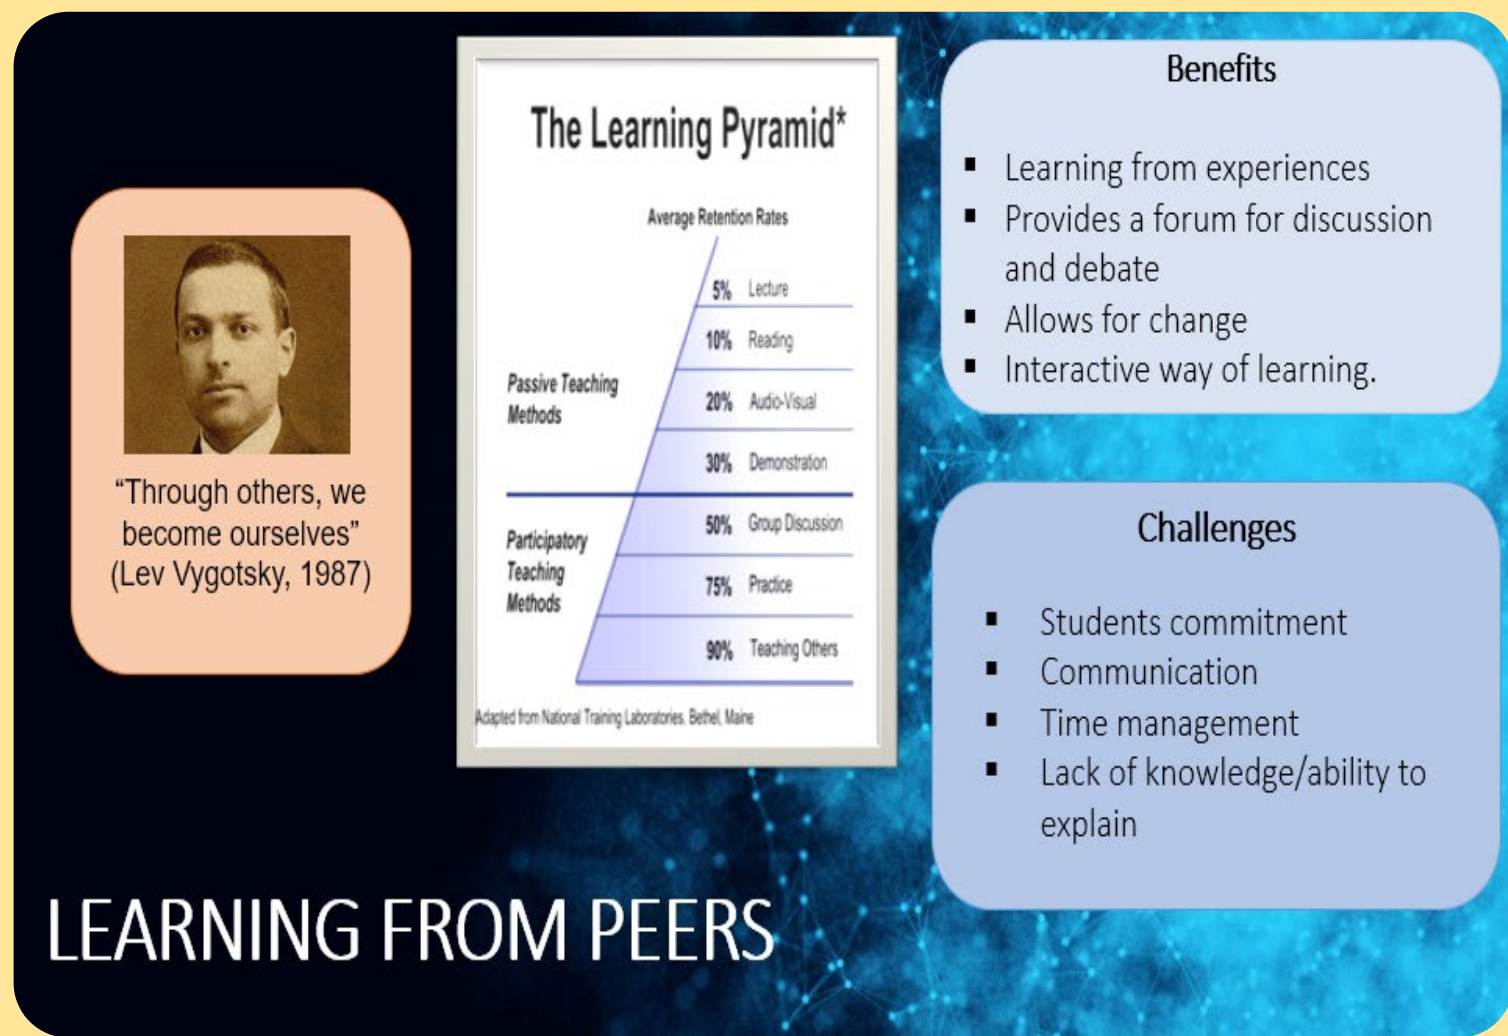 “Through others, we
become ourselves”
(Lev Vygotsky, 1987)
The Learning Pyramid*
Average Retention Rates
5% Lecture
10% Reading
Passive Teaching
Methods
20% Audio-Visual
30% Demonstration
50% Group Discussion
Participatory
Teaching
Methods
75% Practice
90% Teaching Others
Adapted from National Training Laboratories. Bethel, Maine
Benefits
▪ Learning from experiences
▪ Provides a forum for discussion
and debate
▪ Allows for change
▪ Interactive way of learning.
Challenges
▪ Students commitment
▪ Communication
▪ Time management
▪ Lack of knowledge/ability to
explain
LEARNING FROM PEERS